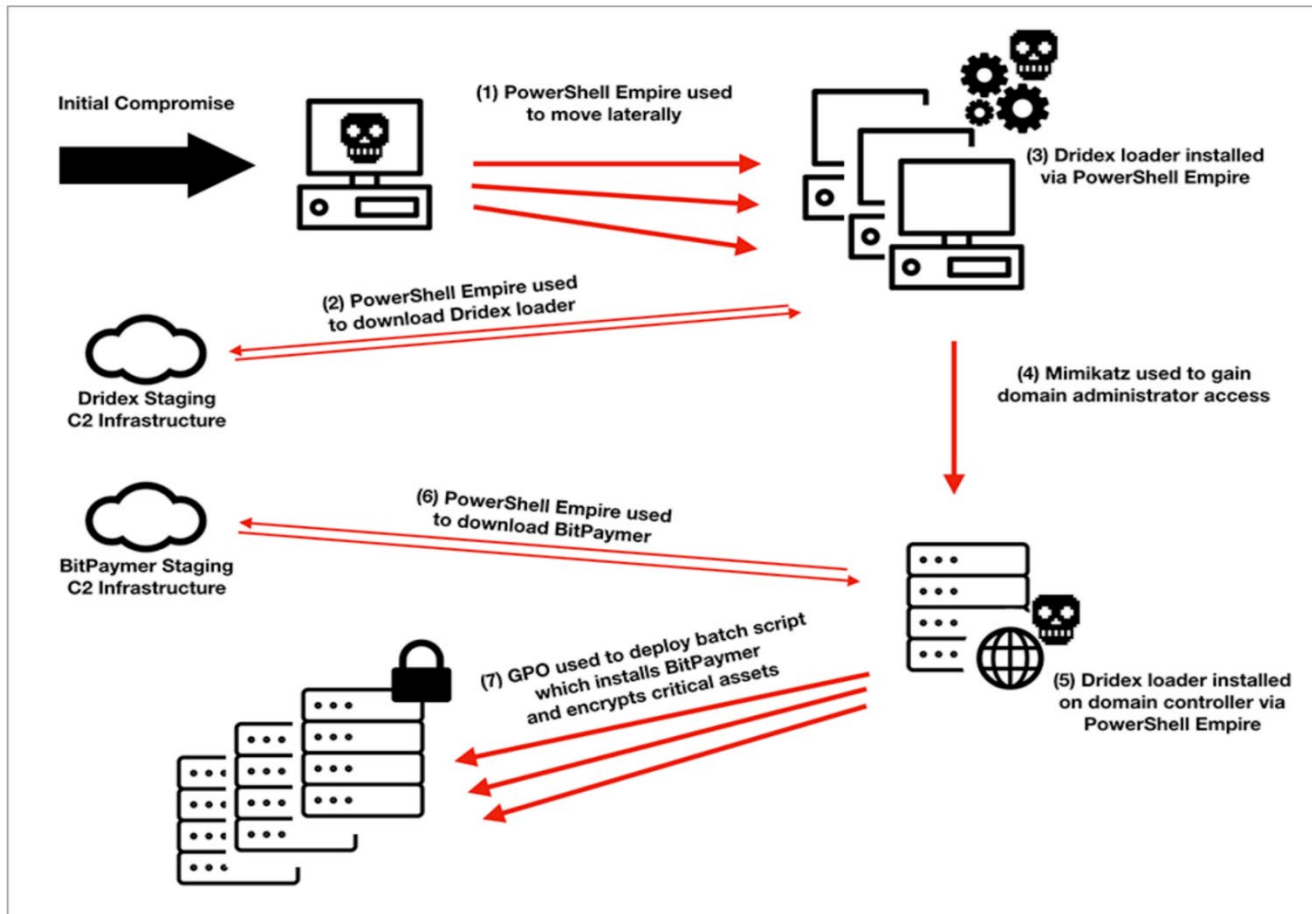 Initial Compromise
(1) PowerShell Empire used
to move laterally
(3) Dridex loader installed
via PowerShell Empire
(2) PowerShell Empire used
to download Dridex loader
Dridex Staging
C2 Infrastructure
(4) Mimikatz used to gain
domain administrator access
(6) PowerShell Empire used
to download BitPaymer
BitPaymer Staging
C2 Infrastructure
(7) GPO used to deploy batch script
which installs BitPaymer
and encrypts critical assets
(5) Dridex loader installed
on domain controller via
PowerShell Empire